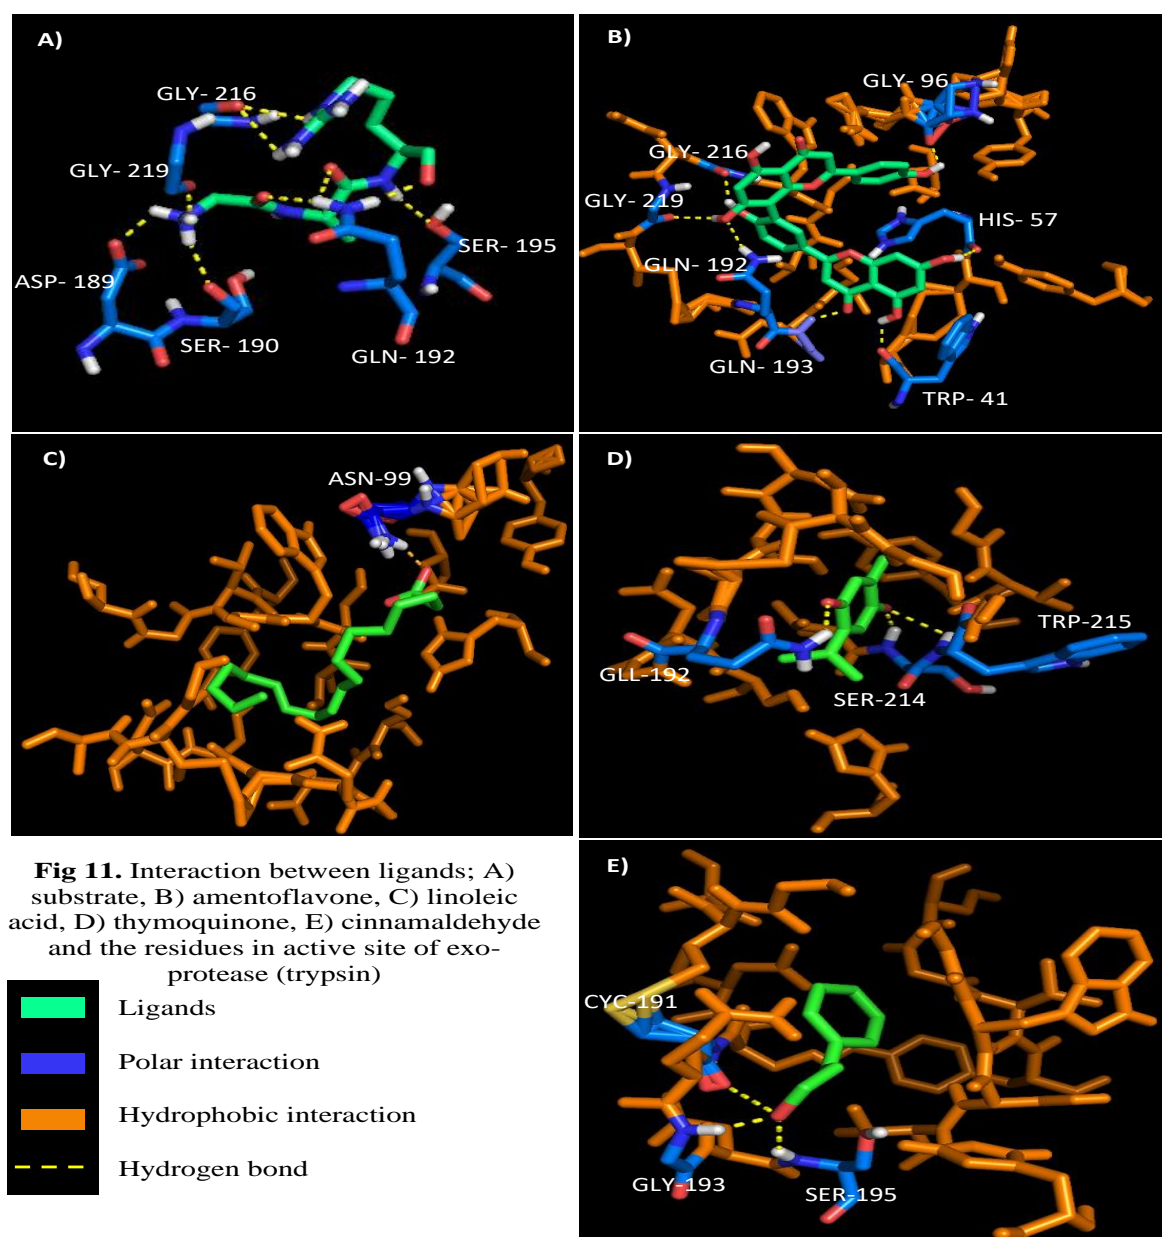 A)
GLY- 216
GLY- 219
ASP- 189
SER- 190
GLN- 192
SER- 195
B)
GLY- 96
GLY- 216
GLY- 219
HIS- 57
GLN- 192
GLN- 193
TRP- 41
C)
ASN-99
D)
TRP-215
GLL-192
SER-214
Fig 11. Interaction between ligands; A)
substrate, B) amentoflavone, C) linoleic
acid, D) thymoquinone, E) cinnamaldehyde
and the residues in active site of exo-
protease (trypsin)
Ligands
Polar interaction
Hydrophobic interaction
Hydrogen bond
E)
CYC-191
GLY-193
SER-195